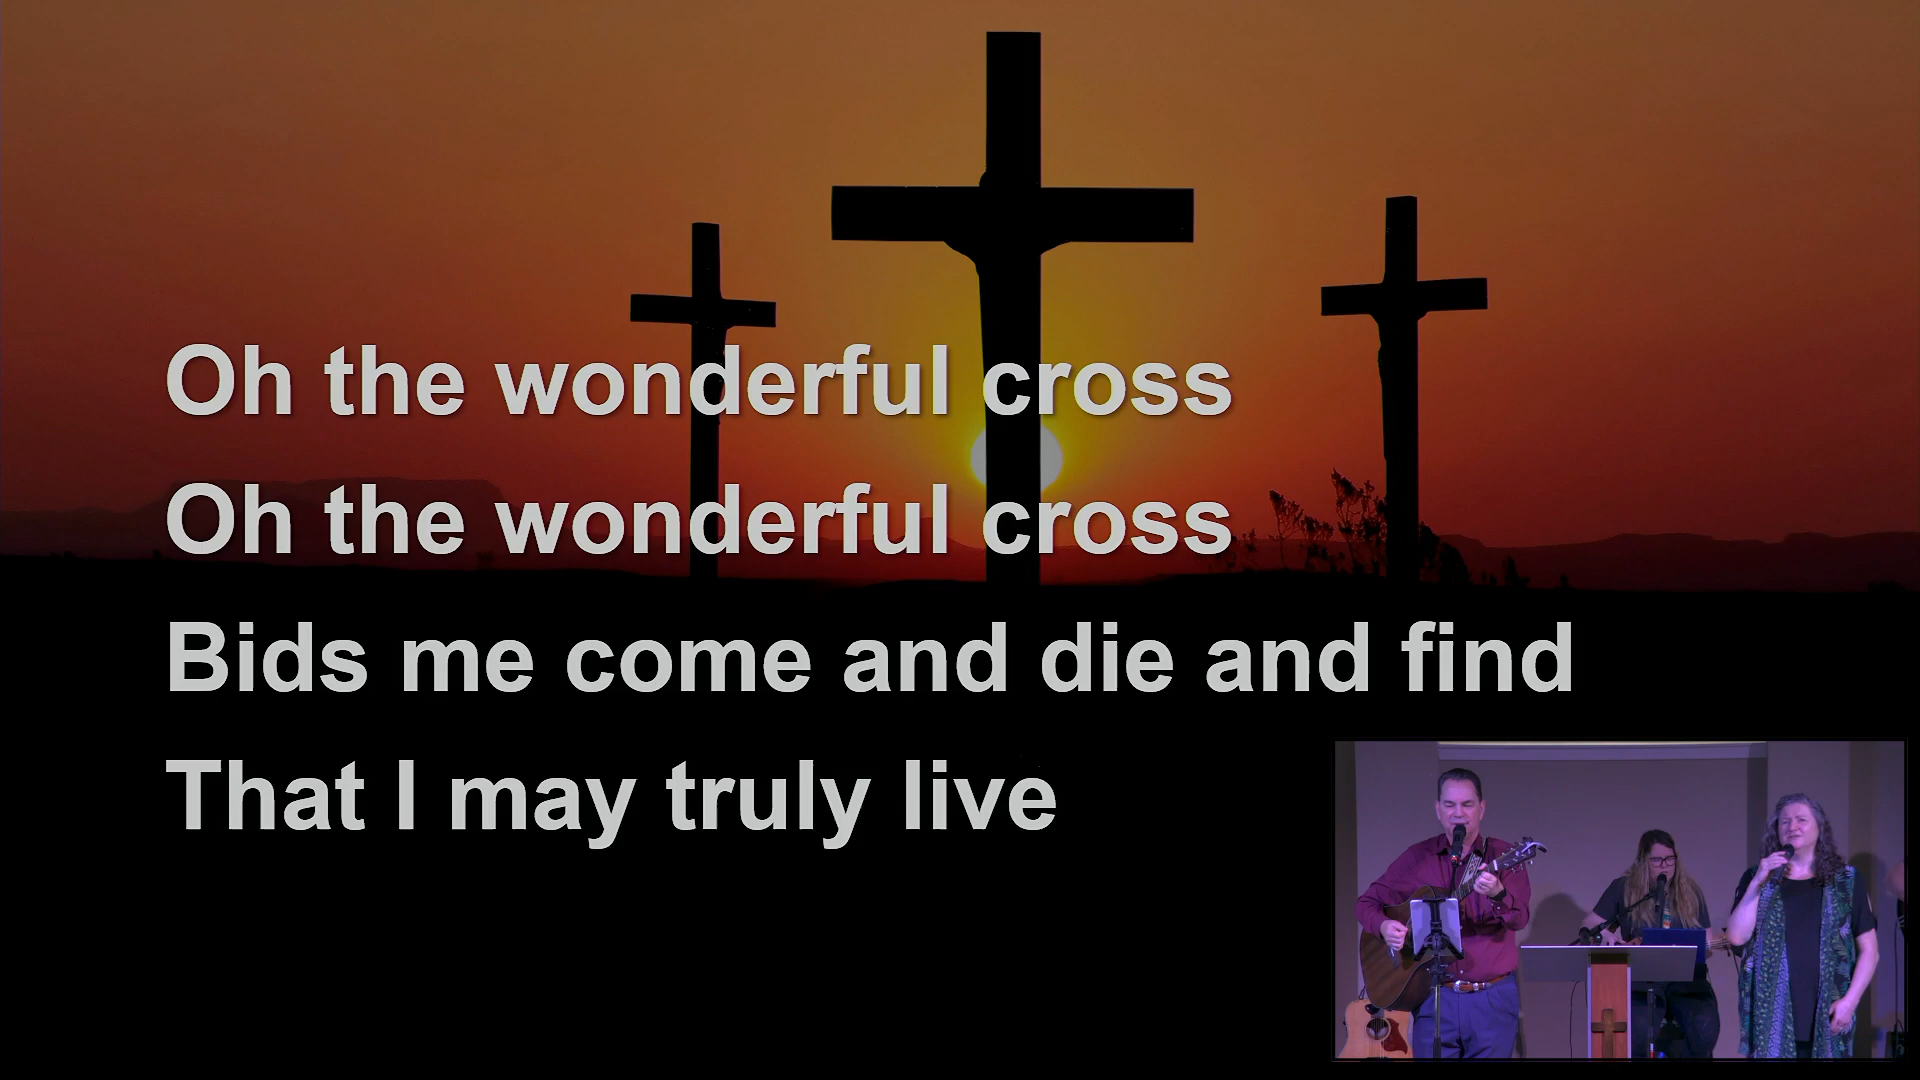 Oh the wonderful cross
Oh the wonderful cross
Bids me come and die and find
That I may truly live